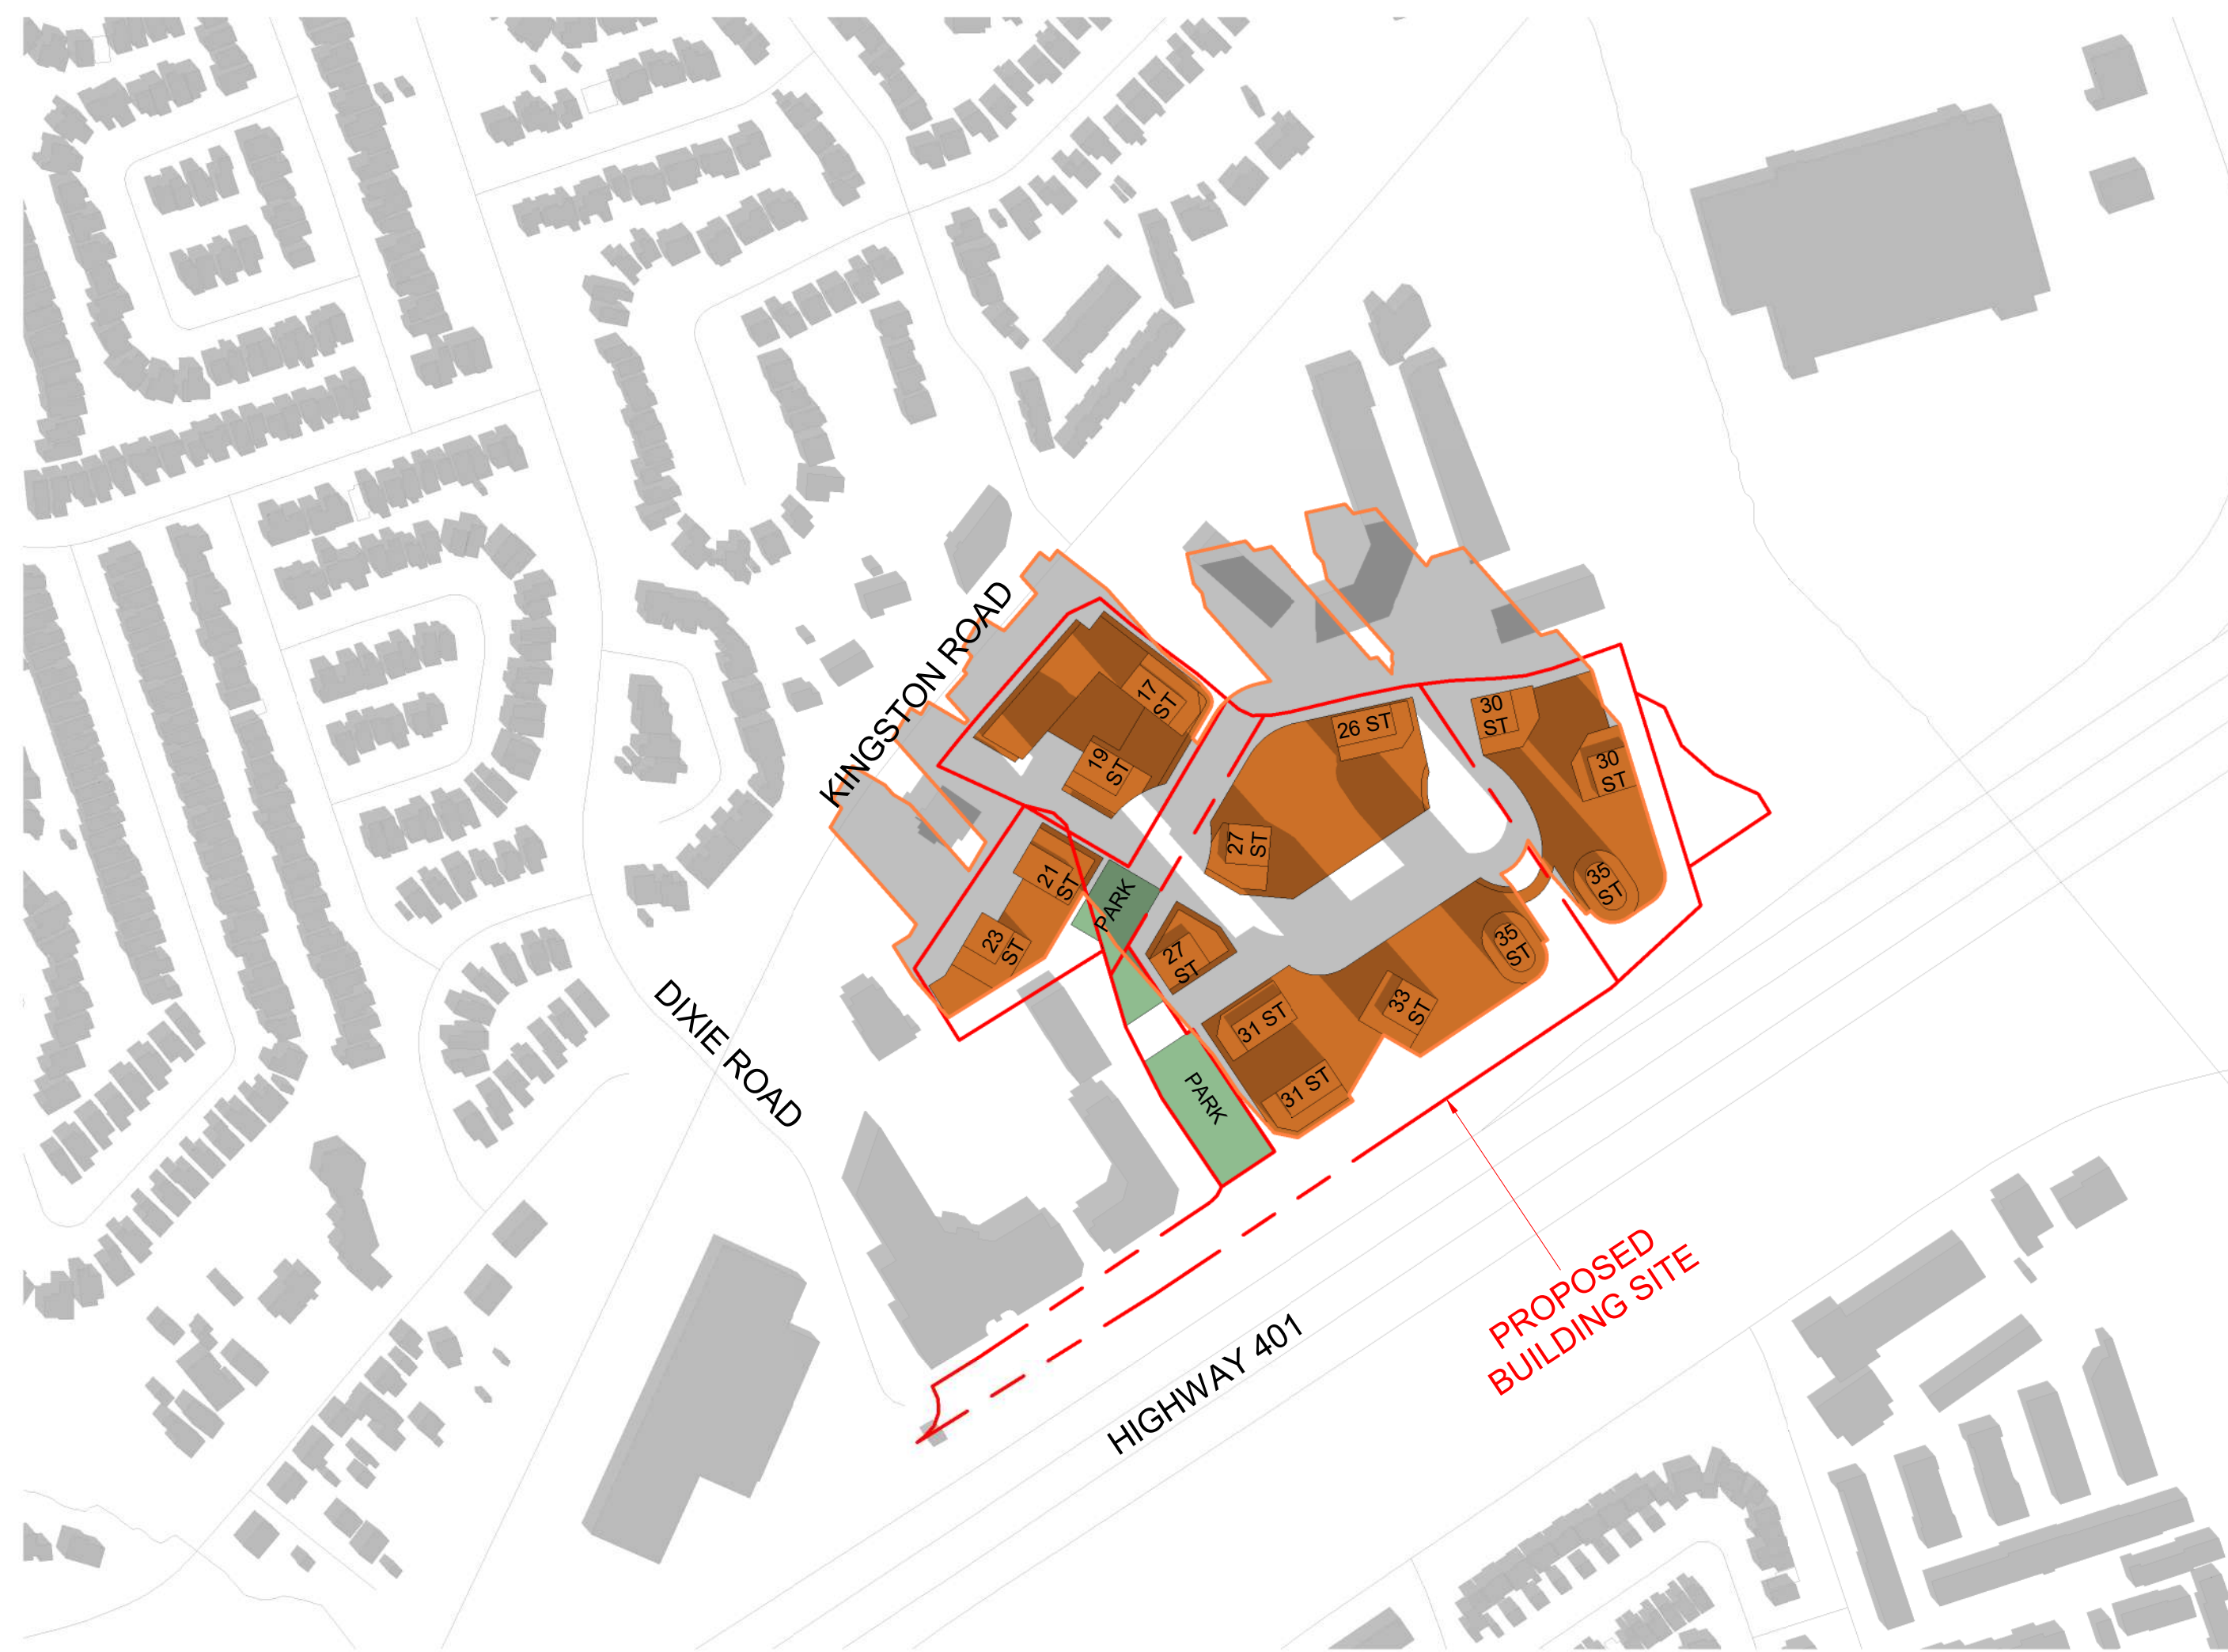 KINGSTON ROAD
17
ST
19
ST
26 ST
30
ST
30
ST
27
ST
21
ST
PARK
35
ST
23
ST
27
ST
35
ST
31 ST
33
ST
31 ST
PARK
DIXIE ROAD
PROPOSED
BUILDING SITE
HIGHWAY 401